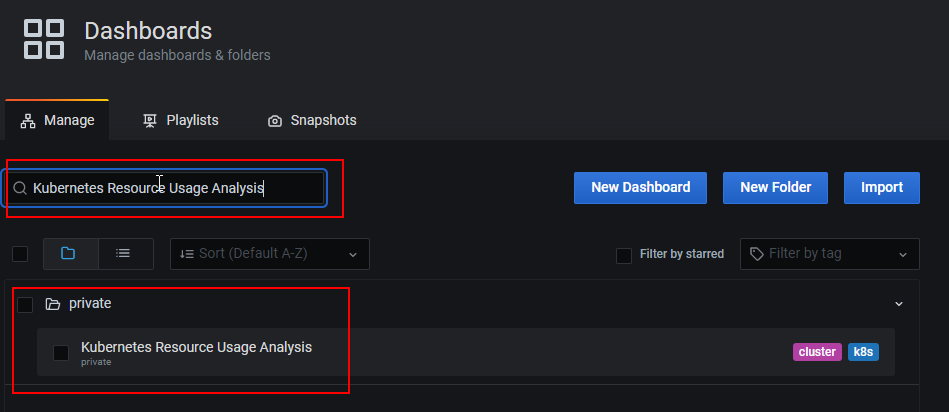 Dashboards
Manage dashboards & folders
Manage
Playlists
Snapshots
Kubernetes Resource Usage Analysis
New Dashboard
New Folder
Import
Sort (Default A-Z)
Filter by starred
Filter by tag
private
Kubernetes Resource Usage Analysis
private
cluster
k8s